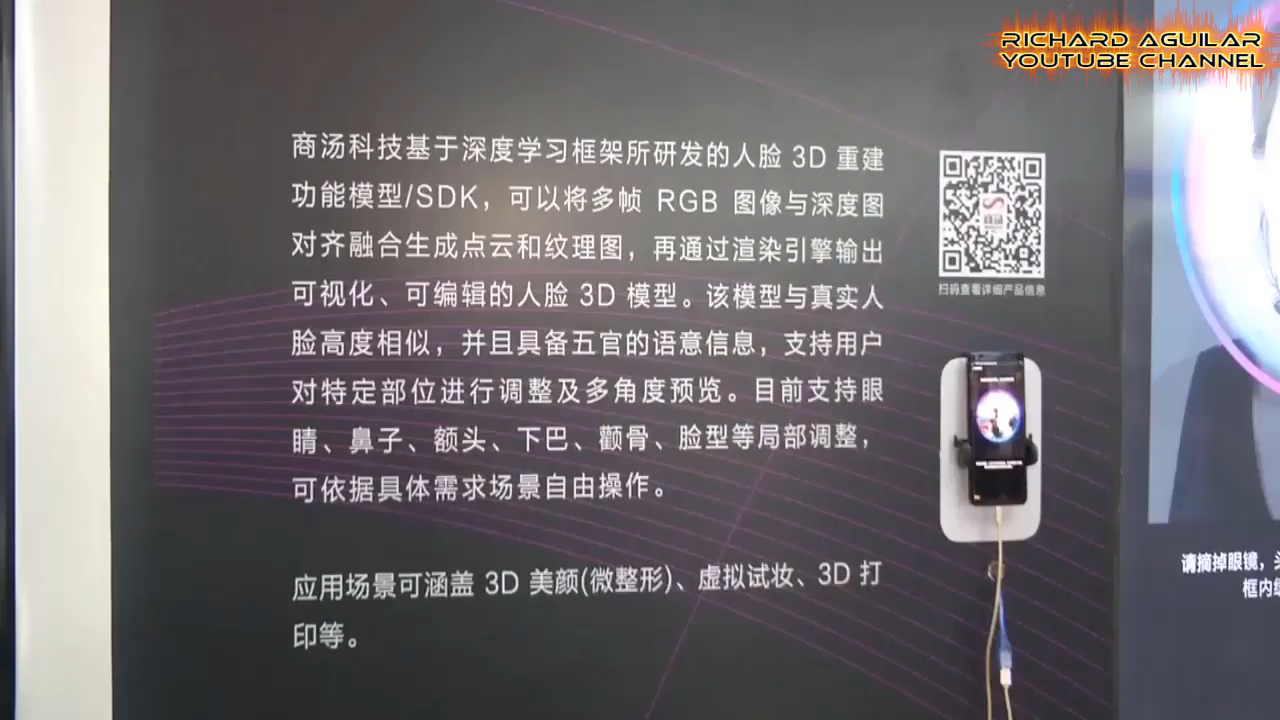 RICHARD AGUILAR
YOUTUBE CHANNEL
商汤科技基于深度学习框架所研发的人脸 3D 重建
功能模型/SDK，可以将多帧 RGB 图像与深度图
对齐融合生成点云和纹理图，再通过渲染引擎输出
可视化、可编辑的人脸 3D 模型。该模型与真实人
脸高度相似，并且具备五官的语意信息，支持用户
对特定部位进行调整及多角度预览。目前支持眼
睛、鼻子、额头、下巴、颧骨、脸型等局部调整，
可依据具体需求场景自由操作。
应用场景可涵盖 3D 美颜(微整形)、虚拟试妆、3D 打
印等。
商汤
扫码查看详细产品信息
请摘掉眼镜，
框内